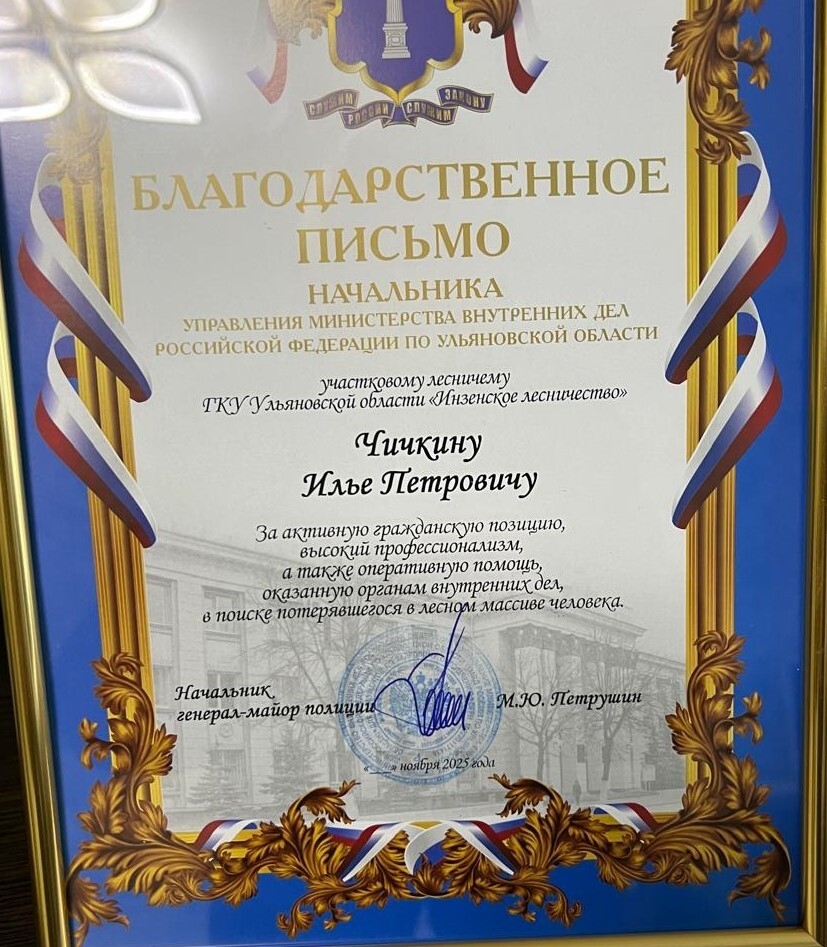 СЛУЖИМ РОССИИ СЛУЖИМ ЗАКОНУ
БЛАГОДАРСТВЕННОЕ
ПИСЬМО
НАЧАЛЬНИКА
УПРАВЛЕНИЯ МИНИСТЕРСТВА ВНУТРЕННИХ ДЕЛ
РОССИЙСКОЙ ФЕДЕРАЦИИ ПО УЛЬЯНОВСКОЙ ОБЛАСТИ
участковому лесничему
ГКУ Ульяновской области «Инзенское лесничество»
Чичкину
Илье Петровичу
За активную гражданскую позицию,
высокий профессионализм,
а также оперативную помощь,
оказанную органам внутренних дел,
в поиске потерявшегося в лесном массиве человека.
Начальник
генерал-майор полиции
М.Ю. Петрушин
«___» ноября 2025 года